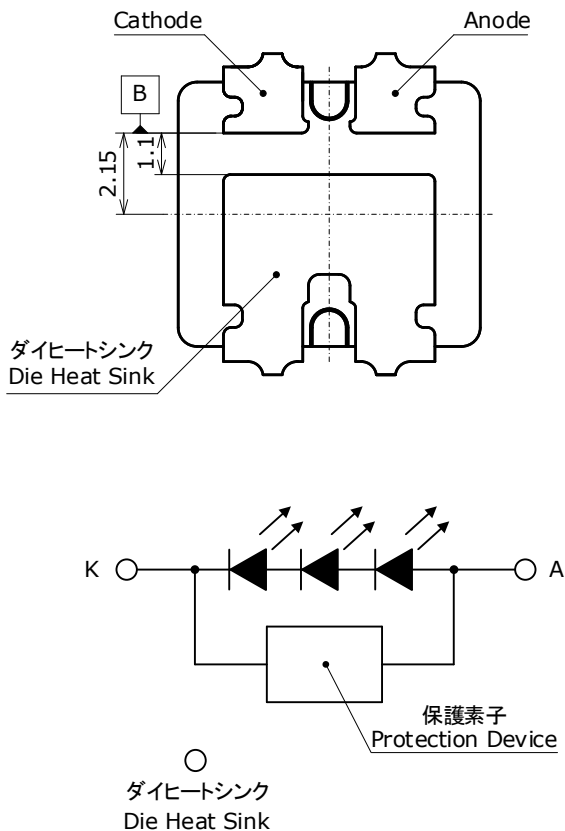 Cathode
Anode
B
2.15
1.1
ダイヒートシンク
Die Heat Sink
K
A
保護素子
Protection Device
ダイヒートシンク
Die Heat Sink